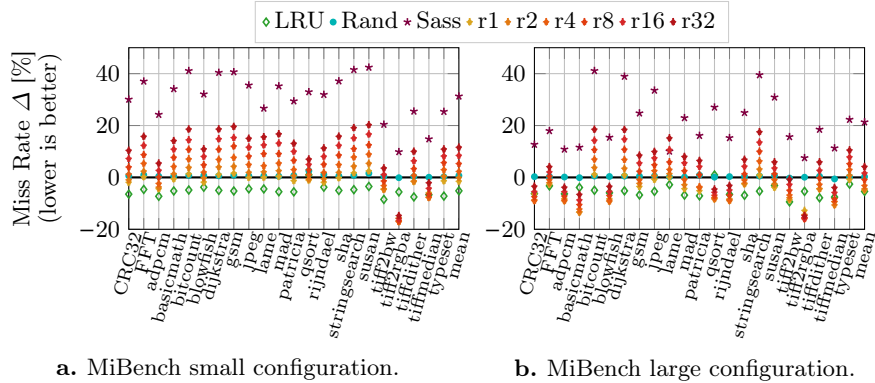 LRU Rand Sass r1 r2 r4 r8 r16 r32
Miss Rate Δ [%]
(lower is better)
40
20
0
−20
CRC32
FFT
adpcm
basicmath
bitcount
blowfish
dijkstra
gsm
jpeg
lame
mad
patricia
qsort
rijndael
sha
stringsearch
susan
tiff2bw
tiff2rgba
tiffdither
tiffmedian
typeset
mean
40
20
0
−20
CRC32
FFT
adpcm
basicmath
bitcount
blowfish
dijkstra
gsm
jpeg
lame
mad
patricia
qsort
rijndael
sha
stringsearch
susan
tiff2bw
tiff2rgba
tiffdither
tiffmedian
typeset
mean
a. MiBench small configuration.
b. MiBench large configuration.